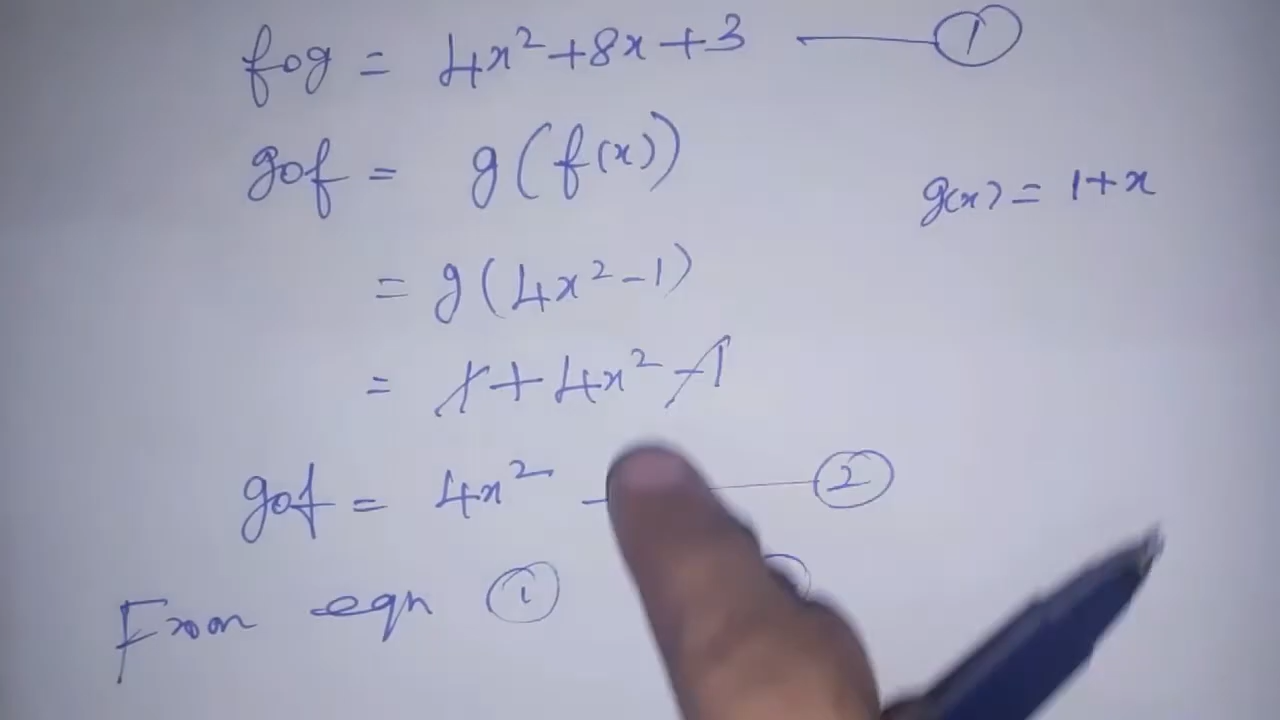 fog = 4x² + 8x + 3 —— ①
gof = g(f(x))
g(x) = 1 + x
= g(4x² - 1)
= 1 + 4x² - 1
gof = 4x² —— ②
From eqn ①